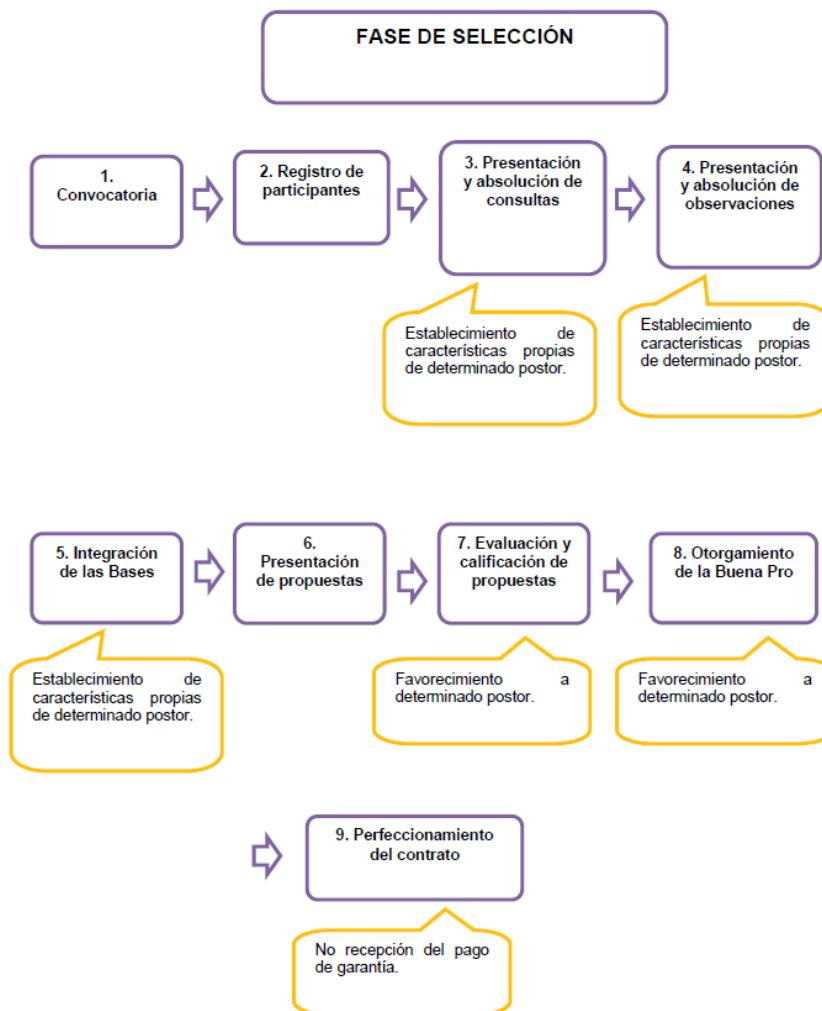 FASE DE SELECCIÓN
1.
Convocatoria
2. Registro de
participantes
3. Presentación
y absolución de
consultas
4. Presentación
y absolución de
observaciones
Establecimiento de
características propias
de determinado postor.
Establecimiento de
características propias
de determinado postor.
5. Integración
de las Bases
6.
Presentación
de propuestas
7. Evaluación y
calificación de
propuestas
8. Otorgamiento
de la Buena Pro
Establecimiento de
características propias
de determinado postor.
Favorecimiento a
determinado postor.
Favorecimiento a
determinado postor.
9. Perfeccionamiento
del contrato
No recepción del pago
de garantía.